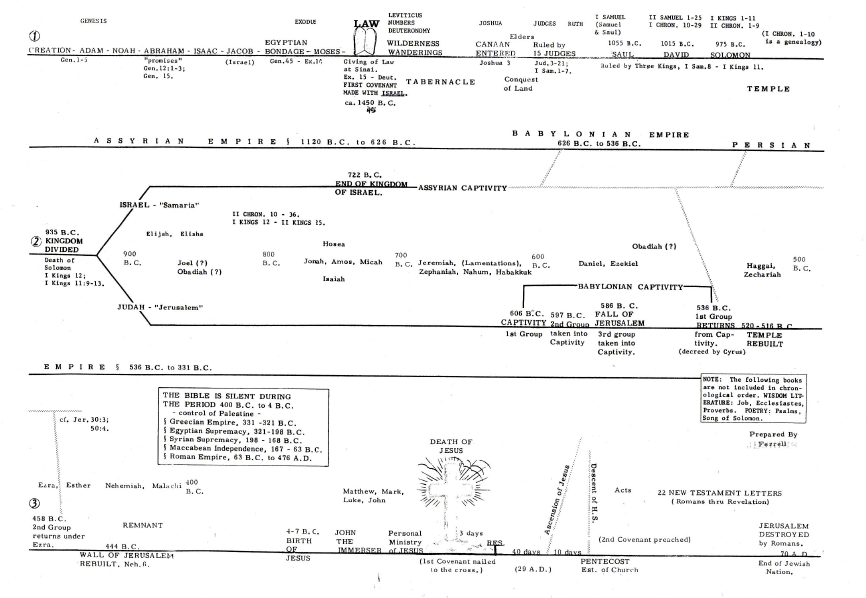 GENESIS
EXODUS
LAW
LEVITICUS
NUMBERS
DEUTERONOMY
JOSHUA
JUDGES
RUTH
I SAMUEL
(Samuel
& Saul)
II SAMUEL 1-25
I CHRON. 10-29
I KINGS 1-11
II CHRON. 1-9
(I CHRON. 1-10
is a genealogy)
1
CREATION- ADAM - NOAH - ABRAHAM - ISAAC - JACOB -
EGYPTIAN
BONDAGE - MOSES -
WILDERNESS
WANDERINGS
CANAAN
ENTERED
Elders
Ruled by
15 JUDGES
1055 B.C.
SAUL
1015 B.C.
DAVID
975 B.C.
SOLOMON
Gen.1-5
"promises"
Gen.12:1-3;
Gen. 15.
(Israel)
Gen.45 - Ex.14
Giving of Law
at Sinai.
Ex. 15 - Deut.
FIRST COVENANT
MADE WITH ISRAEL.
ca. 1450 B. C.
TABERNACLE
Joshua 3
Conquest
of Land
Jud.3-21;
I Sam.1-7.
Ruled by Three Kings, I Sam.8 - I Kings 11.
TEMPLE
ASSYRIAN EMPIRE § 1120 B.C. to 626 B.C.
BABYLONIAN EMPIRE
626 B.C. to 536 B.C.
PERSIAN
722 B.C.
END OF KINGDOM
OF ISRAEL.
ASSYRIAN CAPTIVITY
ISRAEL - "Samaria"
II CHRON. 10 - 36.
I KINGS 12 - II KINGS 25.
2
935 B.C.
KINGDOM
DIVIDED
Death of
Solomon
I Kings 12;
I Kings 11:9-13.
Elijah, Elisha
900
B.C.
Joel (?)
Obadiah (?)
800
B.C.
Hosea
Jonah, Amos, Micah
Isaiah
700
B.C.
Jeremiah, (Lamentations),
Zephaniah, Nahum, Habakkuk
600
B.C.
Obadiah (?)
Daniel, Ezekiel
Haggai,
Zechariah
500
B.C.
BABYLONIAN CAPTIVITY
JUDAH - "Jerusalem"
606 B.C.
CAPTIVITY
1st Group
597 B.C.
2nd Group
taken into
Captivity
586 B. C.
FALL OF
JERUSALEM
3rd group
taken into
Captivity.
536 B.C.
1st Group
RETURNS
from Cap-
tivity.
(decreed by Cyrus)
520-516 B.C
TEMPLE
REBUILT
EMPIRE § 536 B.C. to 331 B.C.
NOTE: The following books
are not included in chron-
ological order. WISDOM LIT-
ERATURE: Job, Ecclesiastes,
Proverbs. POETRY: Psalms,
Song of Solomon.
THE BIBLE IS SILENT DURING
THE PERIOD 400 B.C. to 4 B.C.
- control of Palestine -
§ Greecian Empire, 331 -321 B.C.
§ Egyptian Supremacy, 321-198 B.C.
§ Syrian Supremacy, 198 - 168 B.C.
§ Maccabean Independence, 167 - 63 B.C.
§ Roman Empire, 63 B.C. to 476 A.D.
cf. Jer.30:3;
50:4.
Prepared By
Ferrell
DEATH OF
JESUS
Ezra, Esther
Nehemiah, Malachi
400
B.C.
Matthew, Mark,
Luke, John
Ascension of Jesus
Descent of H.S.
Acts
22 NEW TESTAMENT LETTERS
(Romans thru Revelation)
3
458 B.C.
2nd Group
returns under
Ezra.
REMNANT
444 B.C.
WALL OF JERUSALEM
REBUILT, Neh.6.
4-7 B.C.
BIRTH
OF
JESUS
JOHN
THE
IMMERSER
Personal
Ministry
of JESUS
3 days
RES.
(1st Covenant nailed
to the cross.)
40 days
10 days
(29 A.D.)
PENTECOST
Est. of Church
(2nd Covenant preached)
JERUSALEM
DESTROYED
by Romans.
70 A.D
End of Jewish
Nation.